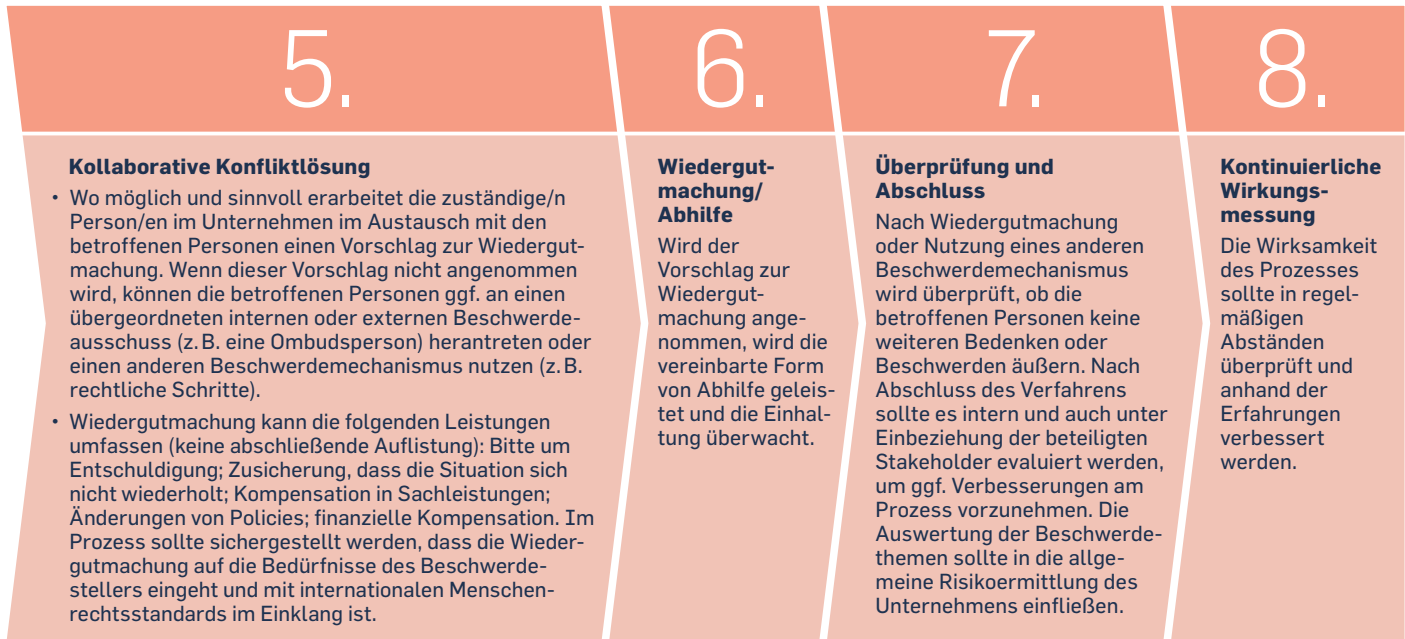 5.
Kollaborative Konfliktlösung
• Wo möglich und sinnvoll erarbeitet die zuständige/n
Person/en im Unternehmen im Austausch mit den
betroffenen Personen einen Vorschlag zur Wiedergut-
machung. Wenn dieser Vorschlag nicht angenommen
wird, können die betroffenen Personen ggf. an einen
übergeordneten internen oder externen Beschwerde-
ausschuss (z. B. eine Ombudsperson) herantreten oder
einen anderen Beschwerdemechanismus nutzen (z. B.
rechtliche Schritte).
• Wiedergutmachung kann die folgenden Leistungen
umfassen (keine abschließende Auflistung): Bitte um
Entschuldigung; Zusicherung, dass die Situation sich
nicht wiederholt; Kompensation in Sachleistungen;
Änderungen von Policies; finanzielle Kompensation. Im
Prozess sollte sichergestellt werden, dass die Wieder-
gutmachung auf die Bedürfnisse des Beschwerde-
stellers eingeht und mit internationalen Menschen-
rechtsstandards im Einklang ist.
6.
Wiedergut-
machung/
Abhilfe
Wird der
Vorschlag zur
Wiedergut-
machung ange-
nommen, wird die
vereinbarte Form
von Abhilfe geleis-
tet und die Einhal-
tung überwacht.
7.
Überprüfung und
Abschluss
Nach Wiedergutmachung
oder Nutzung eines anderen
Beschwerdemechanismus
wird überprüft, ob die
betroffenen Personen keine
weiteren Bedenken oder
Beschwerden äußern. Nach
Abschluss des Verfahrens
sollte es intern und auch unter
Einbeziehung der beteiligten
Stakeholder evaluiert werden,
um ggf. Verbesserungen am
Prozess vorzunehmen. Die
Auswertung der Beschwerde-
themen sollte in die allge-
meine Risikoermittlung des
Unternehmens einfließen.
8.
Kontinuierliche
Wirkungs-
messung
Die Wirksamkeit
des Prozesses
sollte in regel-
mäßigen
Abständen
überprüft und
anhand der
Erfahrungen
verbessert
werden.